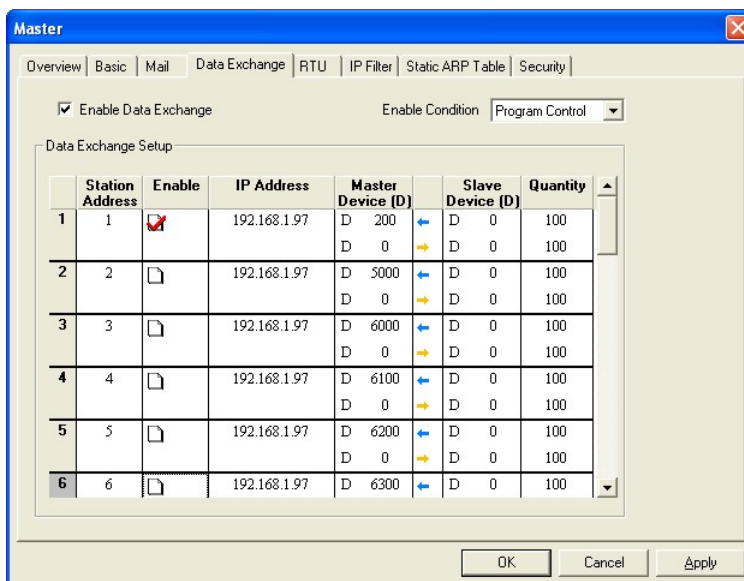 Master
Overview Basic Mail Data Exchange RTU IP Filter Static ARP Table Security
Enable Data Exchange Enable Condition Program Control
Data Exchange Setup
Station Address Enable IP Address Master Device (D) Slave Device (D) Quantity
1 1 192.168.1.97 D 200 D 0 100
D 0 D 0 100
2 2 192.168.1.97 D 5000 D 0 100
D 0 D 0 100
3 3 192.168.1.97 D 6000 D 0 100
D 0 D 0 100
4 4 192.168.1.97 D 6100 D 0 100
D 0 D 0 100
5 5 192.168.1.97 D 6200 D 0 100
D 0 D 0 100
6 6 192.168.1.97 D 6300 D 0 100
OK Cancel Apply